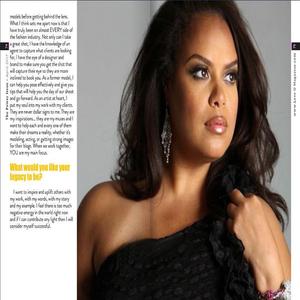 models before getting behind the lens.
What I think sets me apart now is that I
have truly been on almost EVERY side of
the fashion industry. Not only can I take
a great shot, I have the knowledge of an
agent to capture what clients are looking
for, I have the eye of a designer and
brand to make sure you get the shot that
will capture their eye so they are more
inclined to book you. As a former model, I
can help you pose effectively and give you
tips that will help you the day of our shoot
and go forward. As an artist at heart, I
bring my soul into my work with my clients.
They are never dollar signs to me. They are
my inspirations... they are my muses and I
want to help each and every one of them
make their dreams a reality, whether it's
modeling, acting, or getting strong images
for their blogs. When we work together,
YOU are my main focus.
What would you like your
legacy to be?
I want to inspire and uplift others with
my work, with my words, with my story
and my example. I feel there is too much
negative energy in the world right now
and if I can contribute any light then I will
consider myself successful.